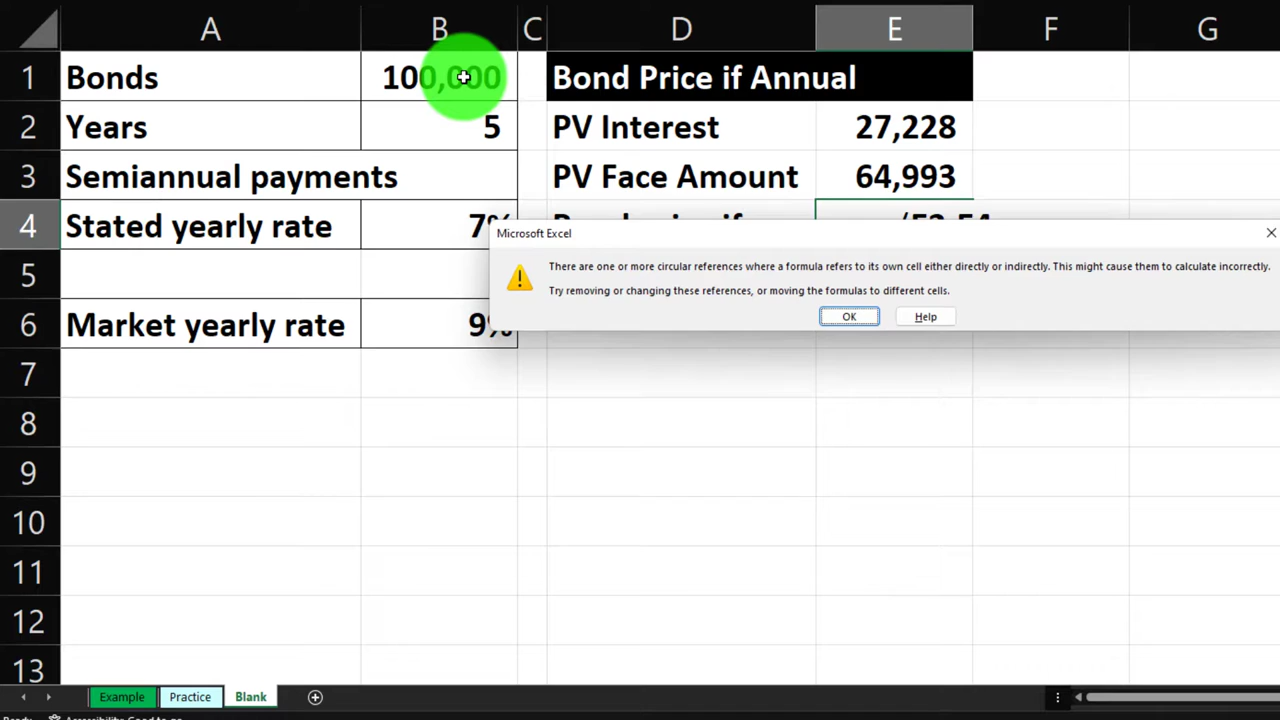 A B C D E F G
1 Bonds 100,000 Bond Price if Annual
2 Years 5 PV Interest 27,228
3 Semiannual payments PV Face Amount 64,993
4 Stated yearly rate 7%
Microsoft Excel
There are one or more circular references where a formula refers to its own cell either directly or indirectly. This might cause them to calculate incorrectly.
5
Try removing or changing these references, or moving the formulas to different cells.
OK Help
6 Market yearly rate 9%
7
8
9
10
11
12
13
Example Practice Blank